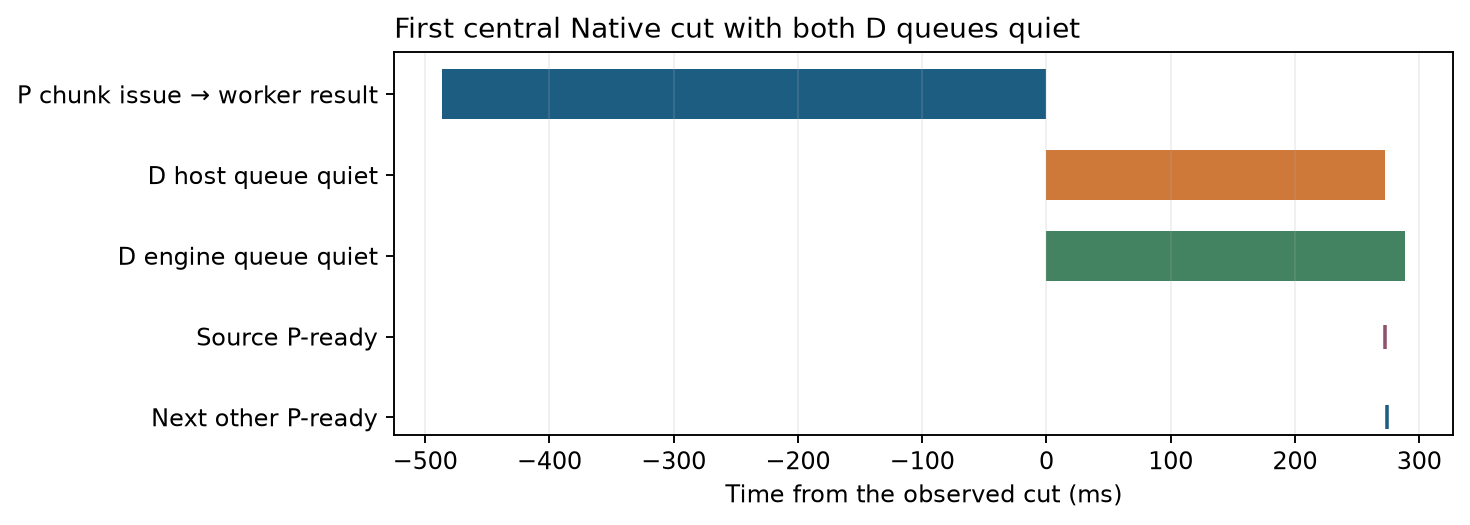 First central Native cut with both D queues quiet
P chunk issue → worker result
D host queue quiet
D engine queue quiet
Source P-ready
Next other P-ready
−500 −400 −300 −200 −100 0 100 200 300
Time from the observed cut (ms)